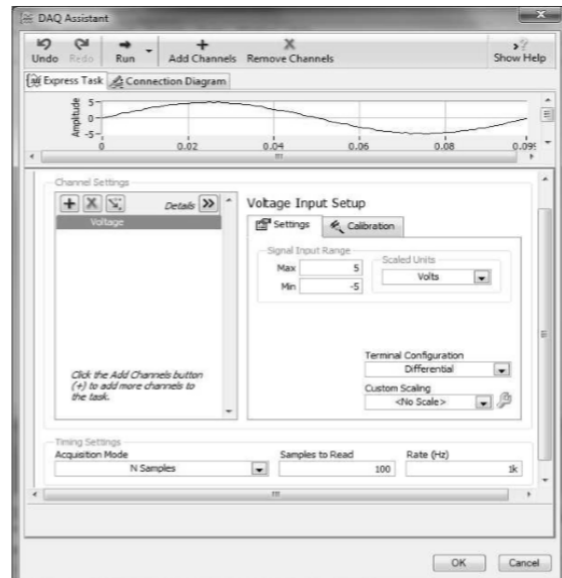 DAQ Assistant
Undo Redo Run Add Channels Remove Channels Show Help
Express Task Connection Diagram
Amplitude
5
0
-5
0 0.02 0.04 0.06 0.08 0.099
Channel Settings
Details
Voltage
Click the Add Channels button
(+) to add more channels to
the task.
Voltage Input Setup
Settings Calibration
Signal Input Range
Max 5
Min -5
Scaled Units
Volts
Terminal Configuration
Differential
Custom Scaling
<No Scale>
Timing Settings
Acquisition Mode Samples to Read Rate (Hz)
N Samples 100 1k
OK Cancel